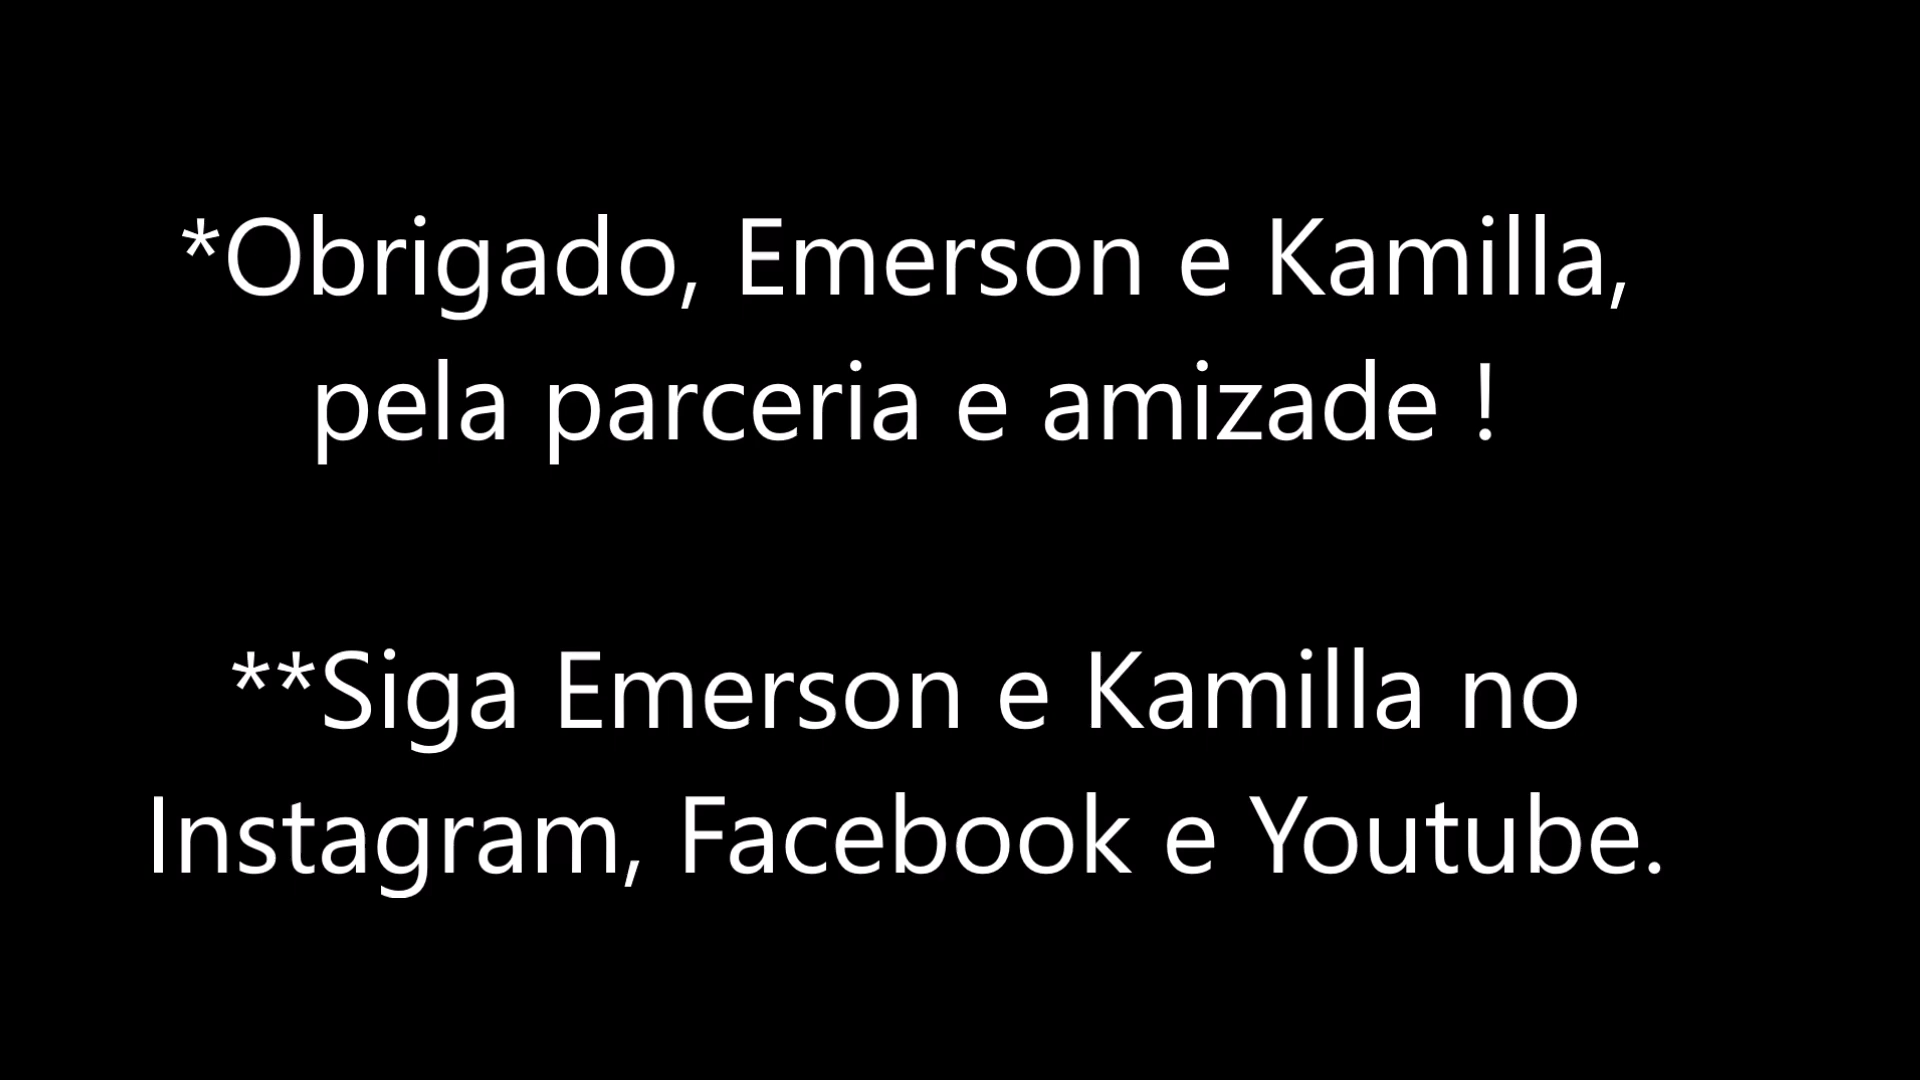 *Obrigado, Emerson e Kamilla,
pela parceria e amizade !
**Siga Emerson e Kamilla no
Instagram, Facebook e Youtube.